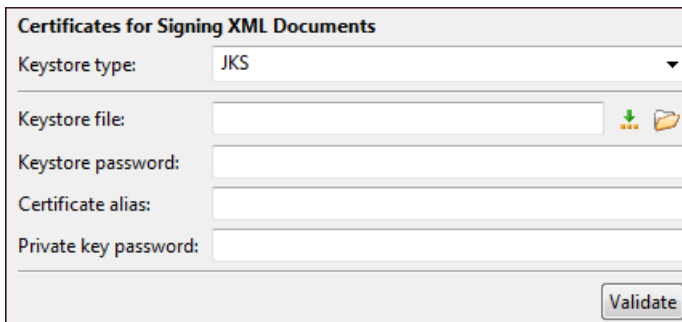 Certificates for Signing XML Documents
Keystore type: JKS
Keystore file:
Keystore password:
Certificate alias:
Private key password:
Validate